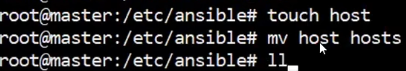 root@master:/etc/ansible# touch host
root@master:/etc/ansible# mv host hosts
root@master:/etc/ansible# ll